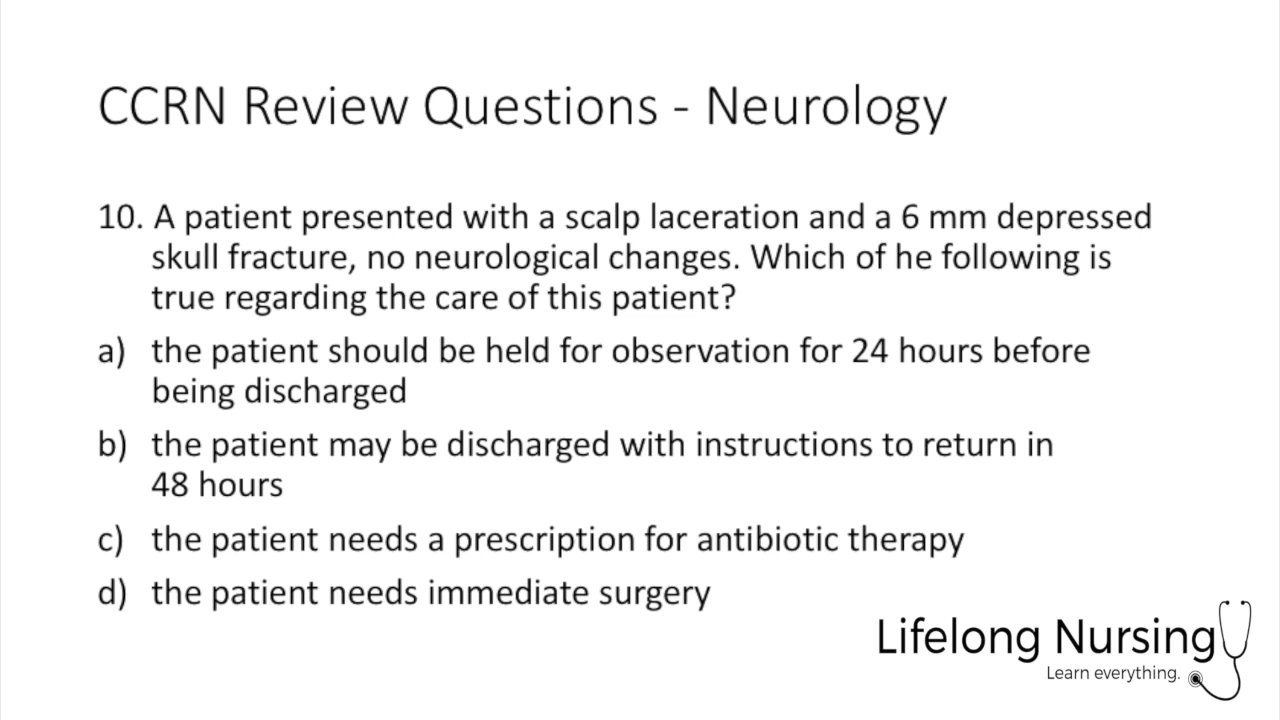 CCRN Review Questions - Neurology
10. A patient presented with a scalp laceration and a 6 mm depressed
skull fracture, no neurological changes. Which of he following is
true regarding the care of this patient?
a) the patient should be held for observation for 24 hours before
being discharged
b) the patient may be discharged with instructions to return in
48 hours
c) the patient needs a prescription for antibiotic therapy
d) the patient needs immediate surgery
Lifelong Nursing
Learn everything.